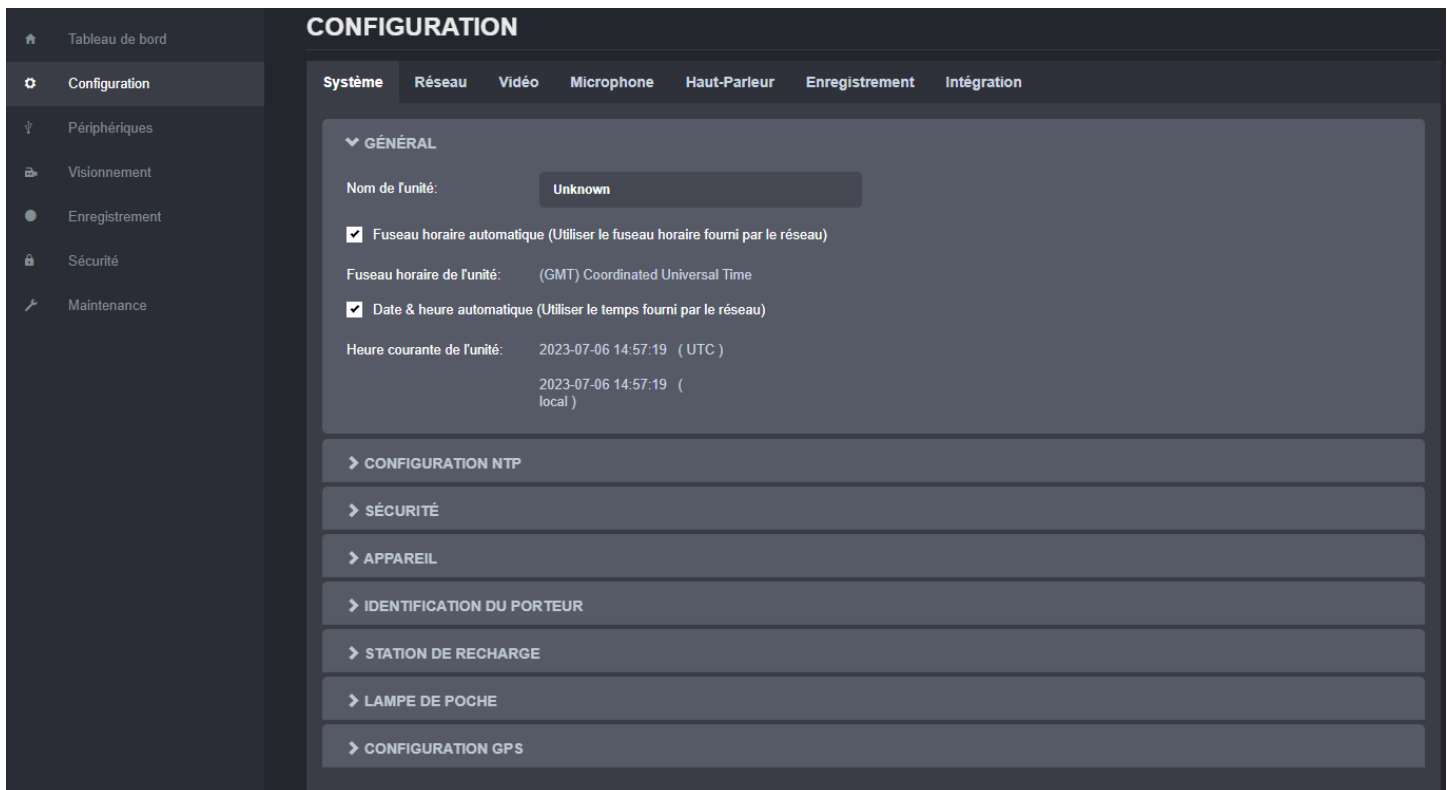 Tableau de bord
Configuration
Périphériques
Visionnement
Enregistrement
Sécurité
Maintenance
CONFIGURATION
Système Réseau Vidéo Microphone Haut-Parleur Enregistrement Intégration
GÉNÉRAL
Nom de l'unité: Unknown
Fuseau horaire automatique (Utiliser le fuseau horaire fourni par le réseau)
Fuseau horaire de l'unité: (GMT) Coordinated Universal Time
Date & heure automatique (Utiliser le temps fourni par le réseau)
Heure courante de l'unité: 2023-07-06 14:57:19 ( UTC )
2023-07-06 14:57:19 (
local )
CONFIGURATION NTP
SÉCURITÉ
APPAREIL
IDENTIFICATION DU PORTEUR
STATION DE RECHARGE
LAMPE DE POCHE
CONFIGURATION GPS